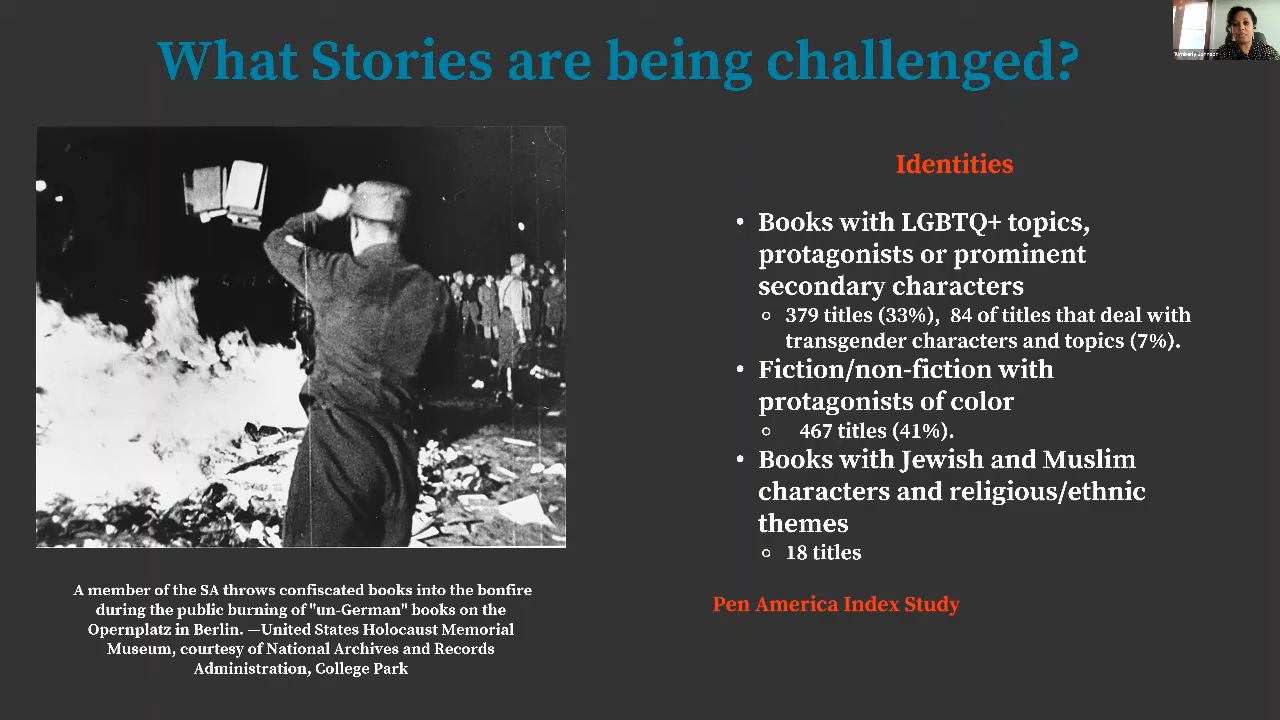 What Stories are being challenged?
Kimberly Johnson
Identities
• Books with LGBTQ+ topics,
protagonists or prominent
secondary characters
○ 379 titles (33%), 84 of titles that deal with
transgender characters and topics (7%).
• Fiction/non-fiction with
protagonists of color
○ 467 titles (41%).
• Books with Jewish and Muslim
characters and religious/ethnic
themes
○ 18 titles
Pen America Index Study
A member of the SA throws confiscated books into the bonfire
during the public burning of "un-German" books on the
Opernplatz in Berlin. —United States Holocaust Memorial
Museum, courtesy of National Archives and Records
Administration, College Park